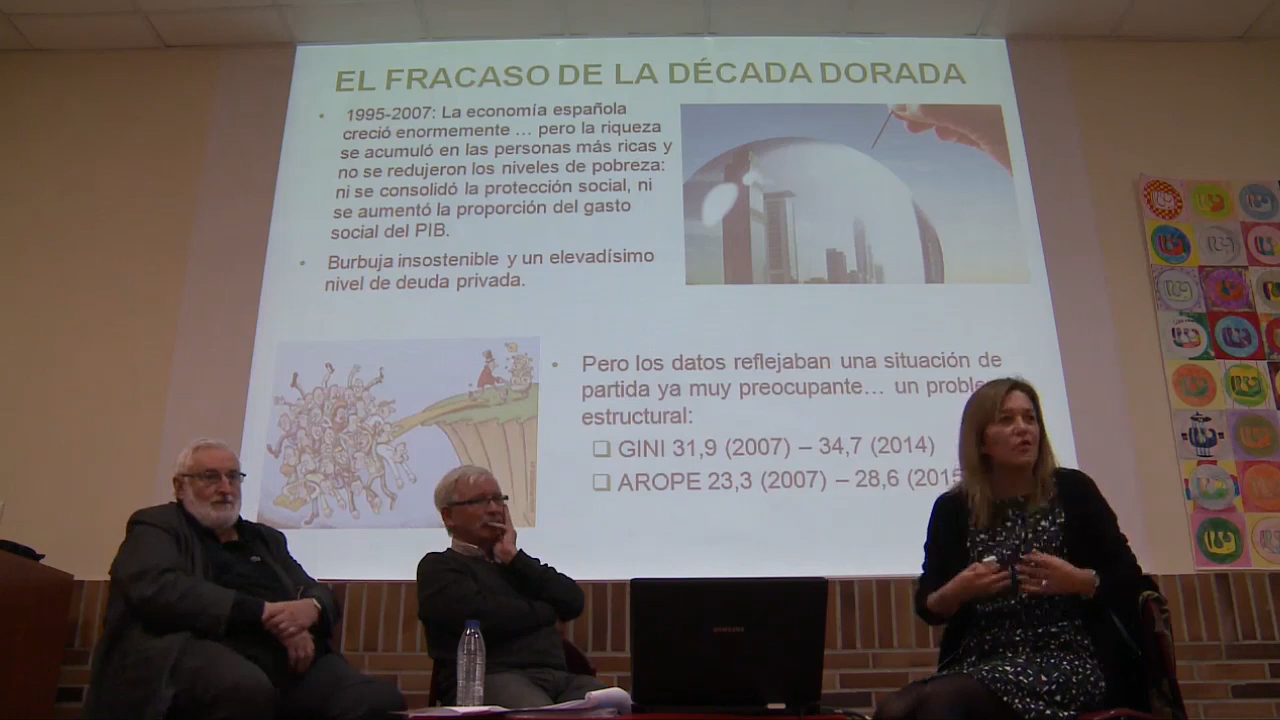 EL FRACASO DE LA DÉCADA DORADA
• 1995-2007: La economía española
creció enormemente … pero la riqueza
se acumuló en las personas más ricas y
no se redujeron los niveles de pobreza:
ni se consolidó la protección social, ni
se aumentó la proporción del gasto
social del PIB.
• Burbuja insostenible y un elevadísimo
nivel de deuda privada.
• Pero los datos reflejaban una situación de
partida ya muy preocupante… un proble
estructural:
❑ GINI 31,9 (2007) – 34,7 (2014)
❑ AROPE 23,3 (2007) – 28,6 (2015
SAMSUNG